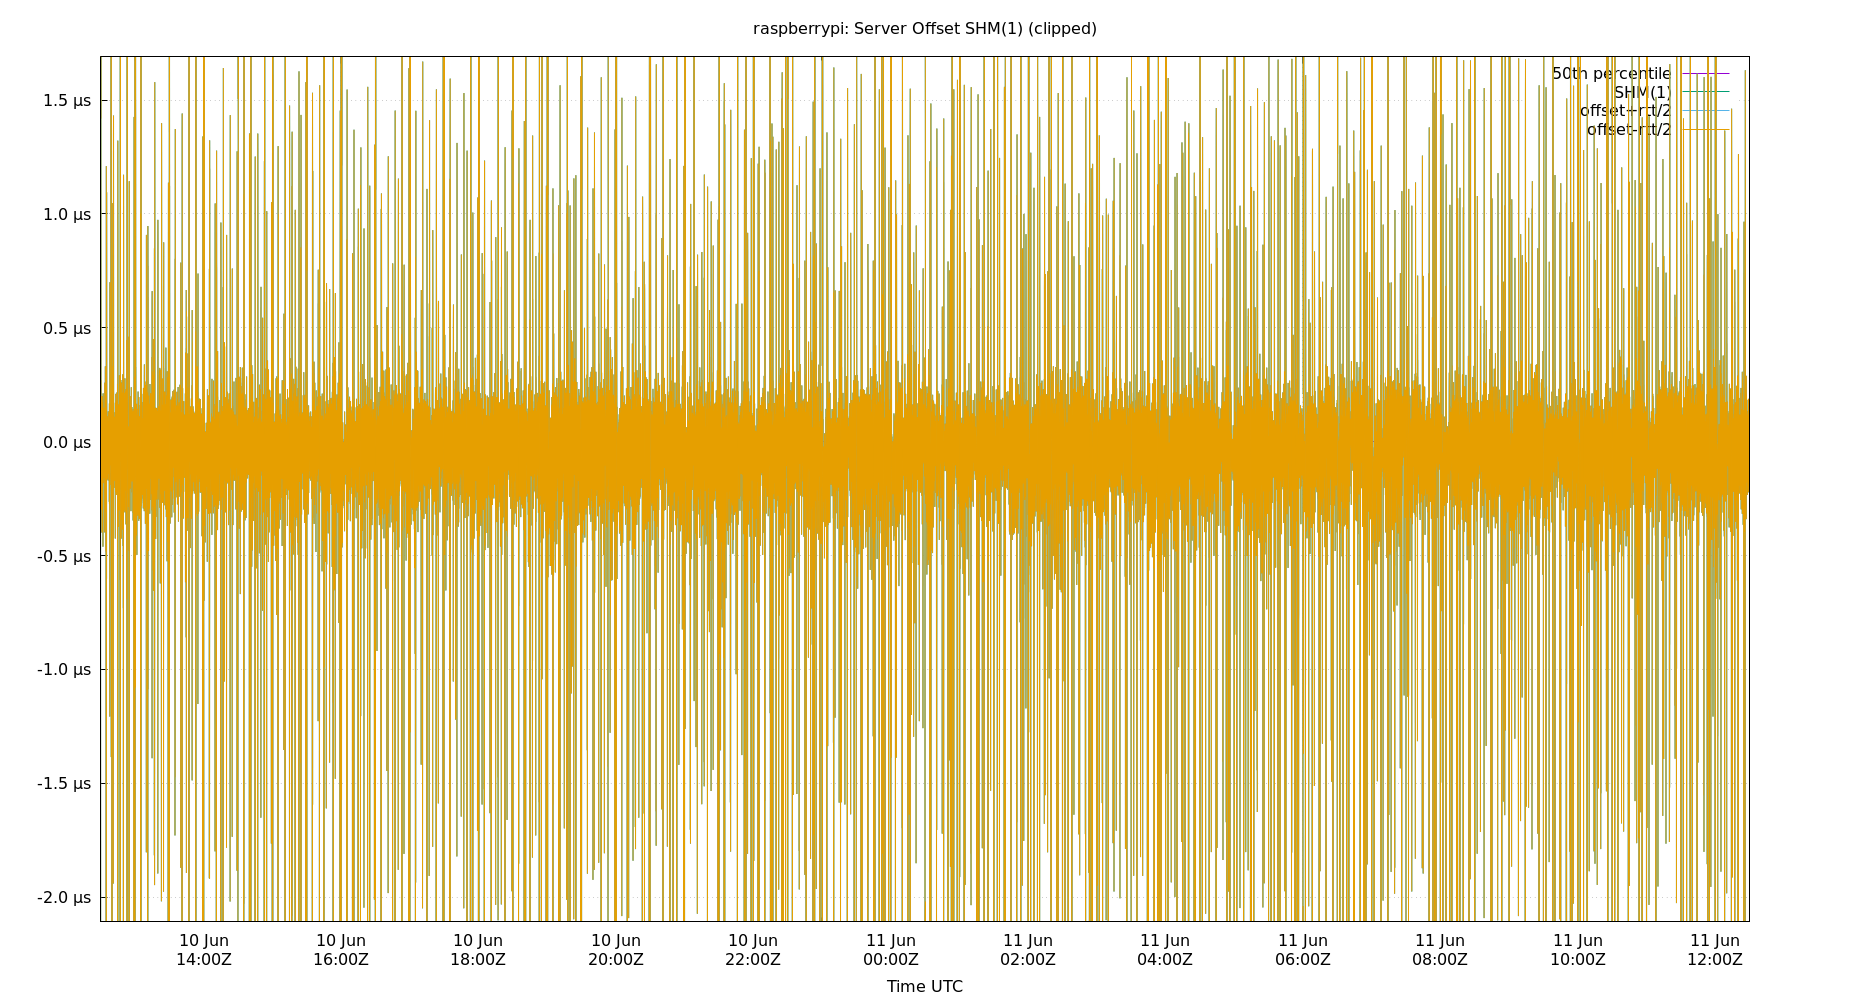 raspberrypi: Server Offset SHM(1) (clipped)
50th percentile
SHM(1)
offset+rtt/2
offset-rtt/2
1.5 µs
1.0 µs
0.5 µs
0.0 µs
-0.5 µs
-1.0 µs
-1.5 µs
-2.0 µs
10 Jun 10 Jun 10 Jun 10 Jun 10 Jun 11 Jun 11 Jun 11 Jun 11 Jun 11 Jun 11 Jun 11 Jun
14:00Z 16:00Z 18:00Z 20:00Z 22:00Z 00:00Z 02:00Z 04:00Z 06:00Z 08:00Z 10:00Z 12:00Z
Time UTC